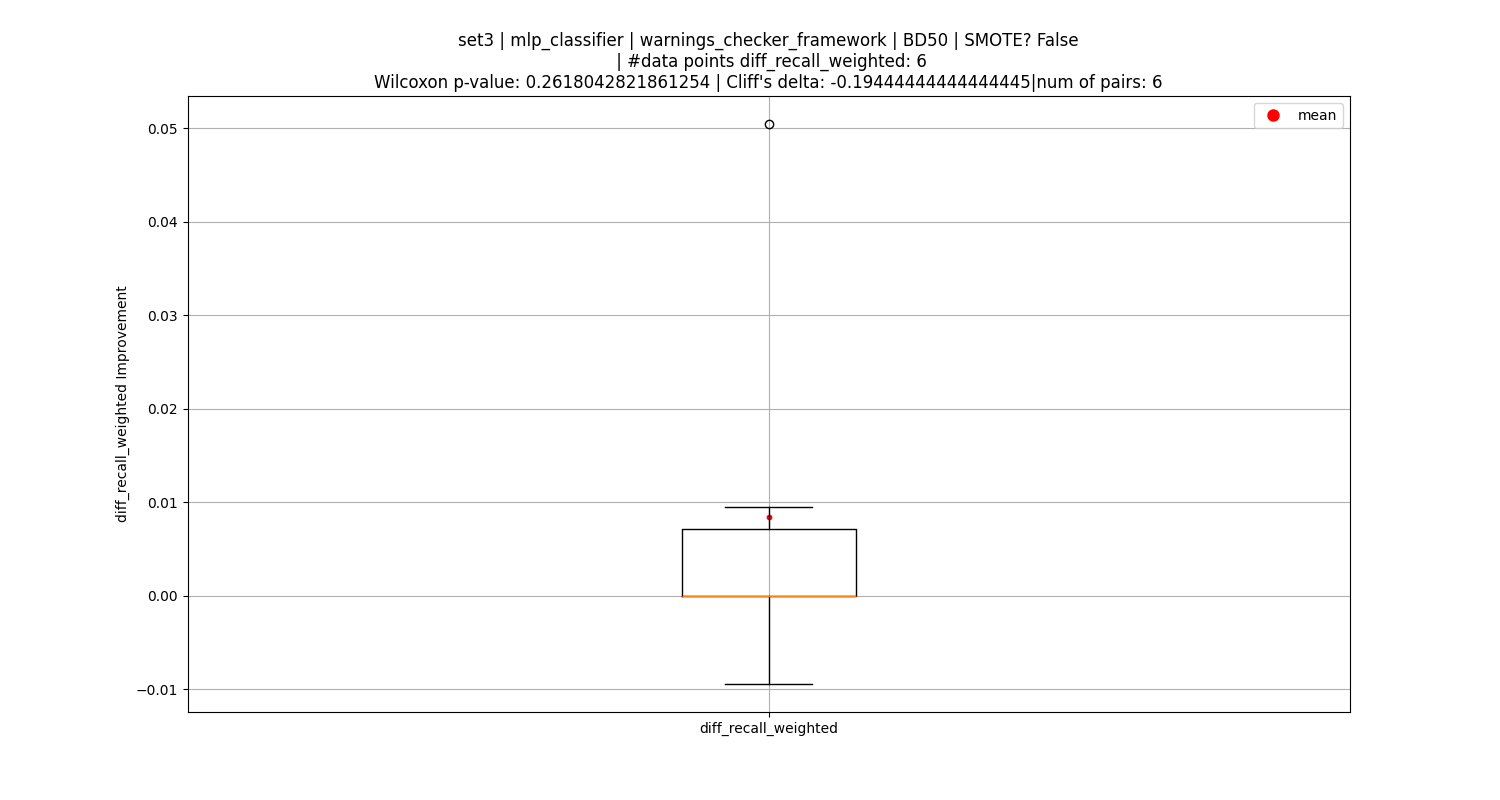 set3 | mlp_classifier | warnings_checker_framework | BD50 | SMOTE? False
| #data points diff_recall_weighted: 6
Wilcoxon p-value: 0.2618042821861254 | Cliff's delta: -0.19444444444444445|num of pairs: 6
mean
0.05
0.04
0.03
0.02
0.01
0.00
−0.01
diff_recall_weighted Improvement
diff_recall_weighted